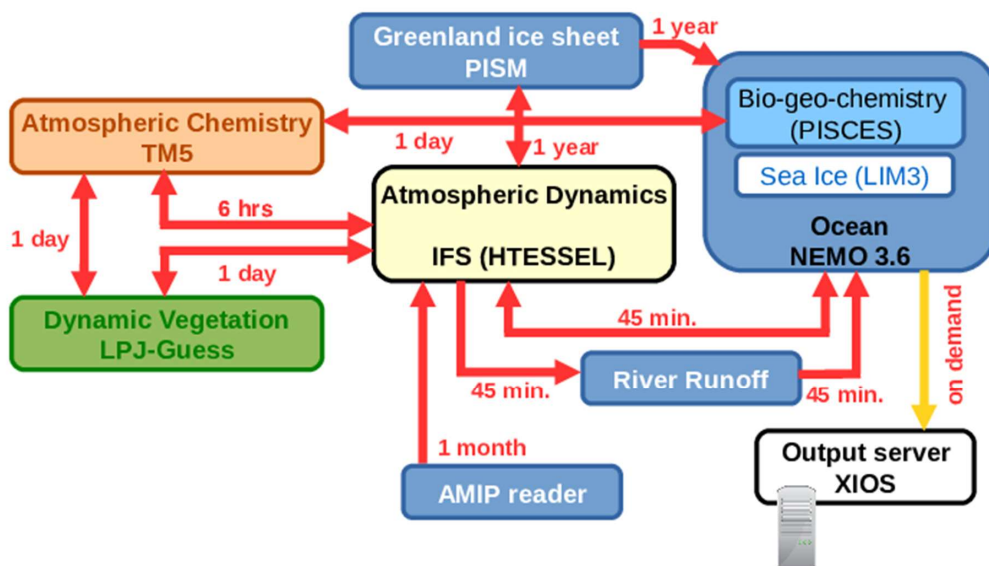 Greenland ice sheet
PISM
1 year
Bio-geo-chemistry
(PISCES)
Sea Ice (LIM3)
Ocean
NEMO 3.6
Atmospheric Chemistry
TM5
1 day
1 year
Atmospheric Dynamics
IFS (HTESSEL)
6 hrs
1 day
1 day
Dynamic Vegetation
LPJ-Guess
45 min.
45 min.
River Runoff
45 min.
on demand
1 month
AMIP reader
Output server
XIOS